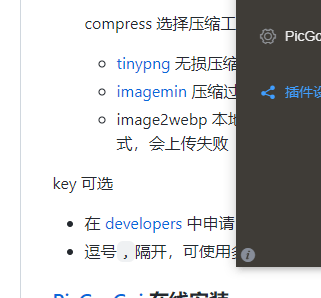 compress 选择压缩工
tinypng 无损压缩
imagemin 压缩过
image2webp 本地
式，会上传失败
key 可选
在 developers 中申请
逗号 , 隔开，可使用
在线安装
PicGo
插件设